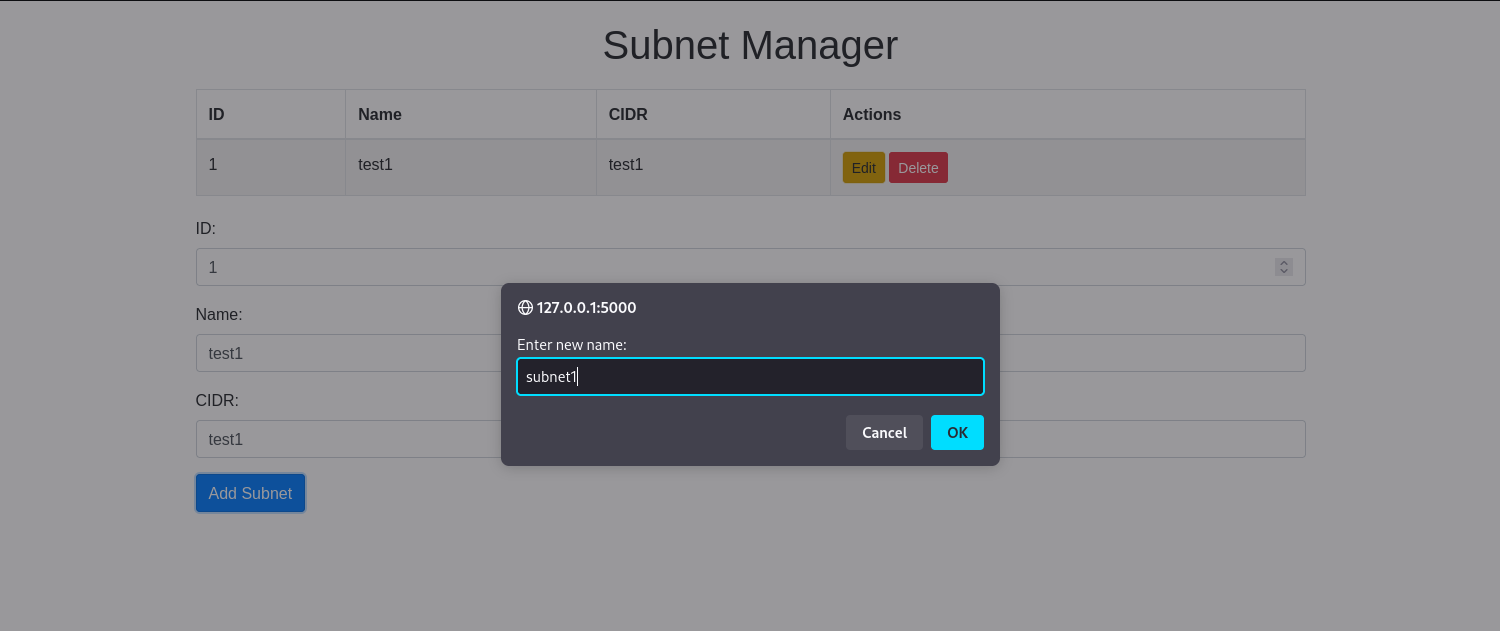 Subnet Manager
ID Name CIDR Actions
1 test1 test1 Edit Delete
ID:
1
Name:
test1
CIDR:
test1
Add Subnet
127.0.0.1:5000
Enter new name:
subnet1
Cancel OK